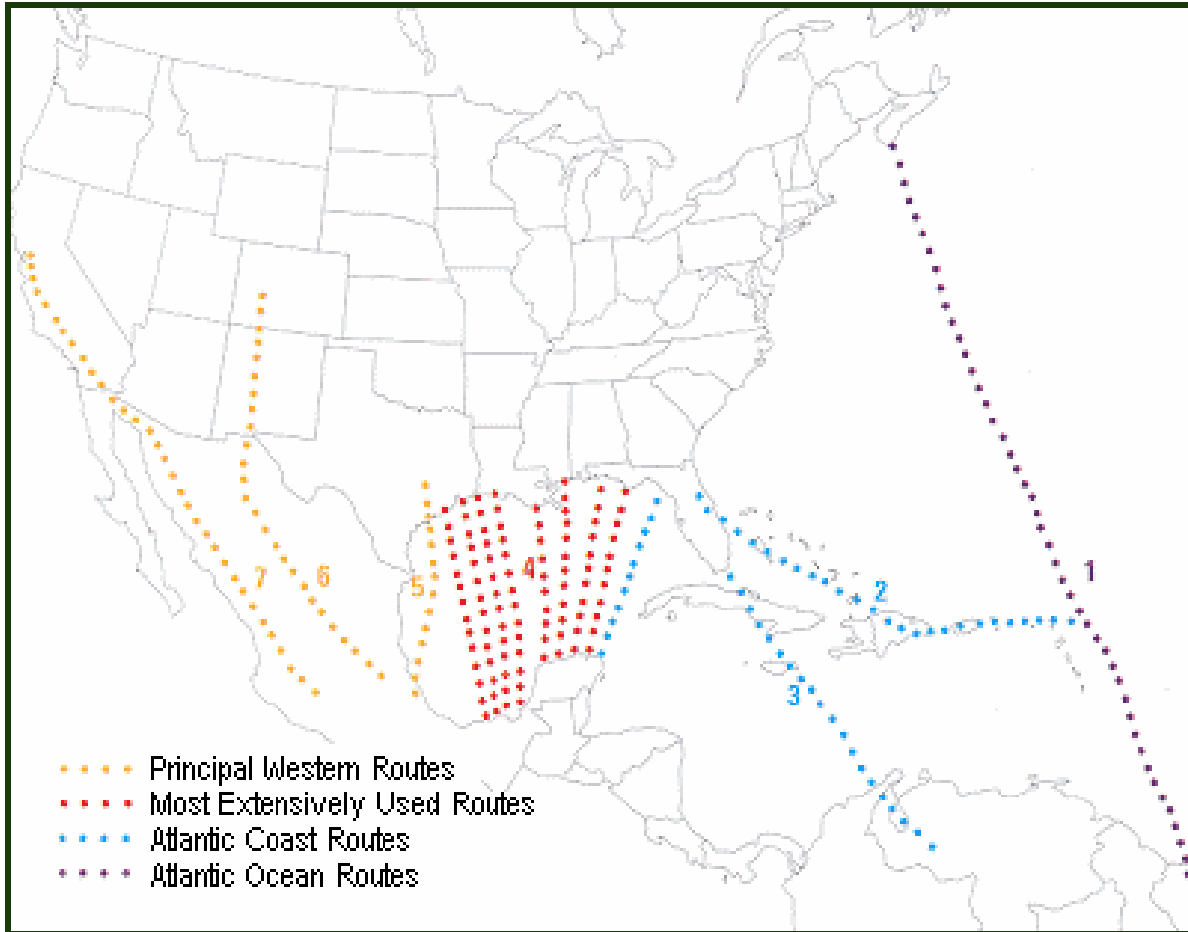 1
2
3
4
5
6
7
Principal Western Routes
Most Extensively Used Routes
Atlantic Coast Routes
Atlantic Ocean Routes